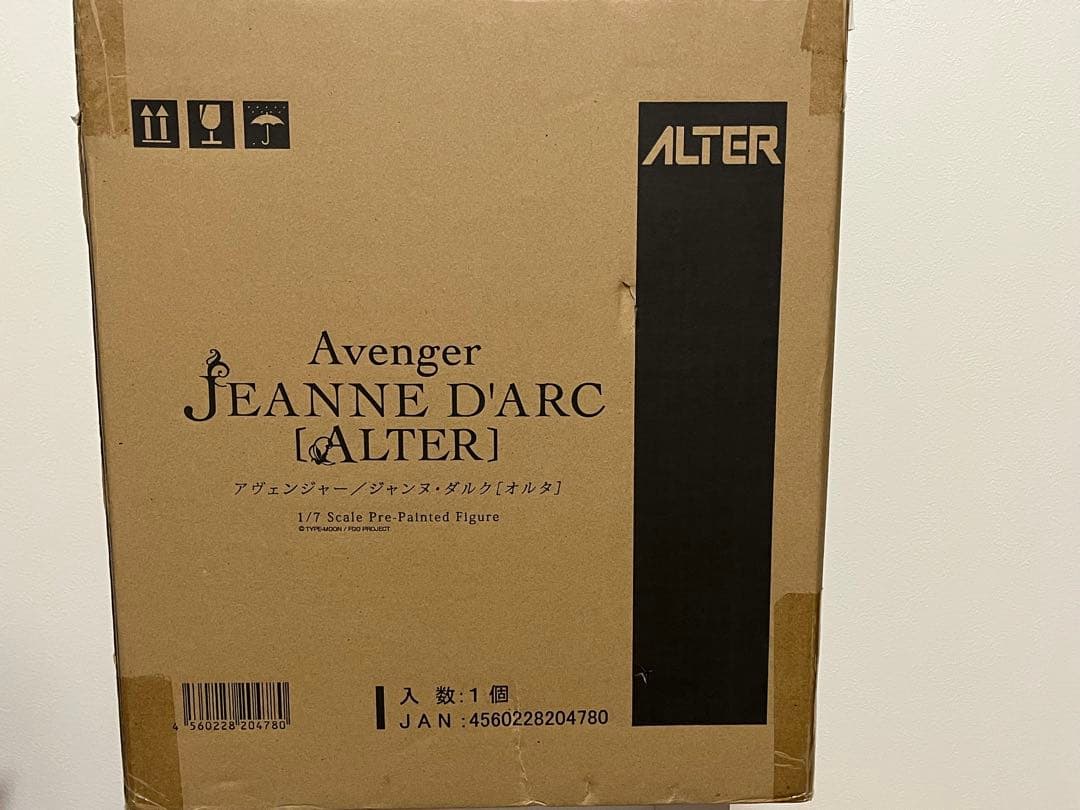 ALTER
Avenger
JEANNE D'ARC
[ALTER]
アヴェンジャー／ジャンヌ・ダルク[オルタ]
1/7 Scale Pre-Painted Figure
© TYPE-MOON / FGO PROJECT
4 560228 204780
入 数:1 個
JAN :4560228204780